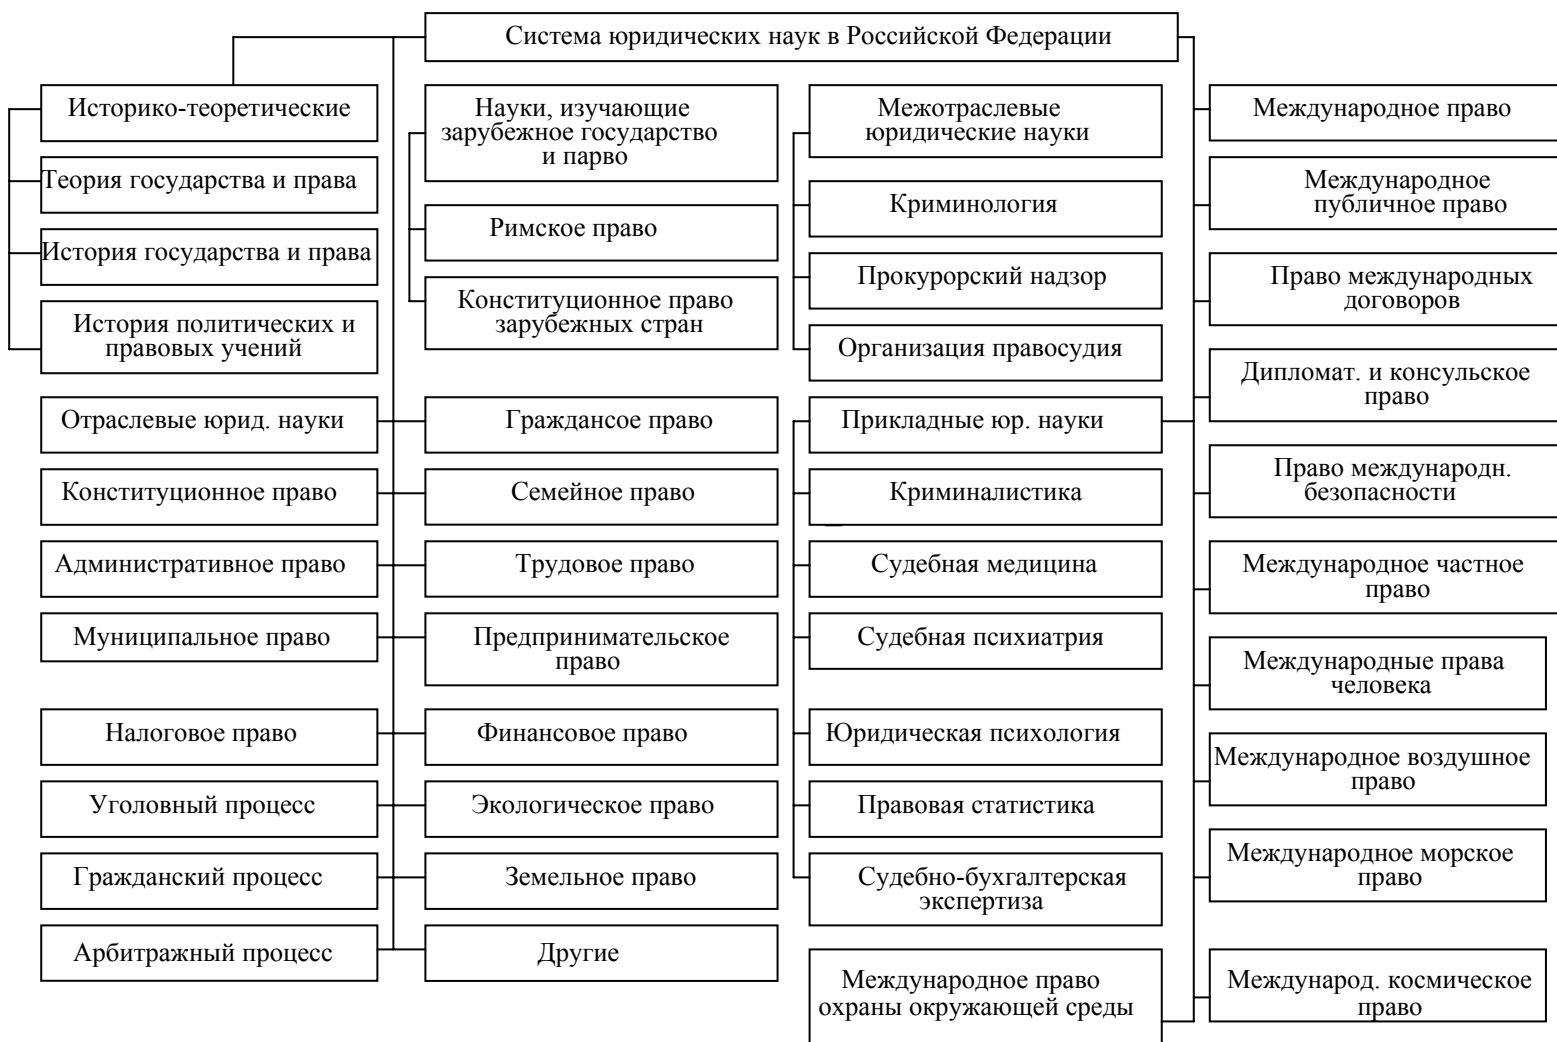 Система юридических наук в Российской Федерации
Историко-теоретические
Теория государства и права
История государства и права
История политических и
правовых учений
Науки, изучающие
зарубежное государство
и парво
Римское право
Конституционное право
зарубежных стран
Межотраслевые
юридические науки
Криминология
Прокурорский надзор
Организация правосудия
Отраслевые юрид. науки
Конституционное право
Административное право
Муниципальное право
Налоговое право
Уголовный процесс
Гражданский процесс
Арбитражный процесс
Граждансое право
Семейное право
Трудовое право
Предпринимательское
право
Финансовое право
Экологическое право
Земельное право
Другие
Прикладные юр. науки
Криминалистика
Судебная медицина
Судебная психиатрия
Юридическая психология
Правовая статистика
Судебно-бухгалтерская
экспертиза
Международное право
охраны окружающей среды
Международное право
Международное
публичное право
Право международных
договоров
Дипломат. и консульское
право
Право международн.
безопасности
Международное частное
право
Международные права
человека
Международное воздушное
право
Международное морское
право
Международ. космическое
право